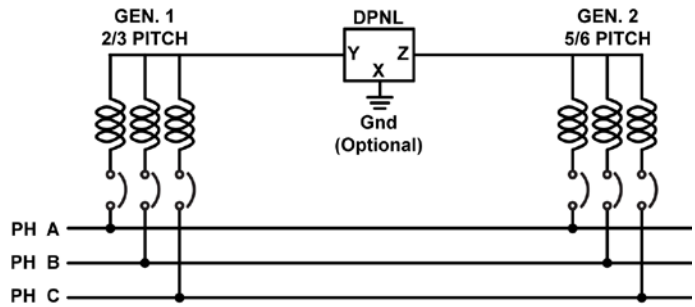 GEN. 1
2/3 PITCH
DPNL
GEN. 2
5/6 PITCH
Y
Z
X
Gnd
(Optional)
PH A
PH B
PH C